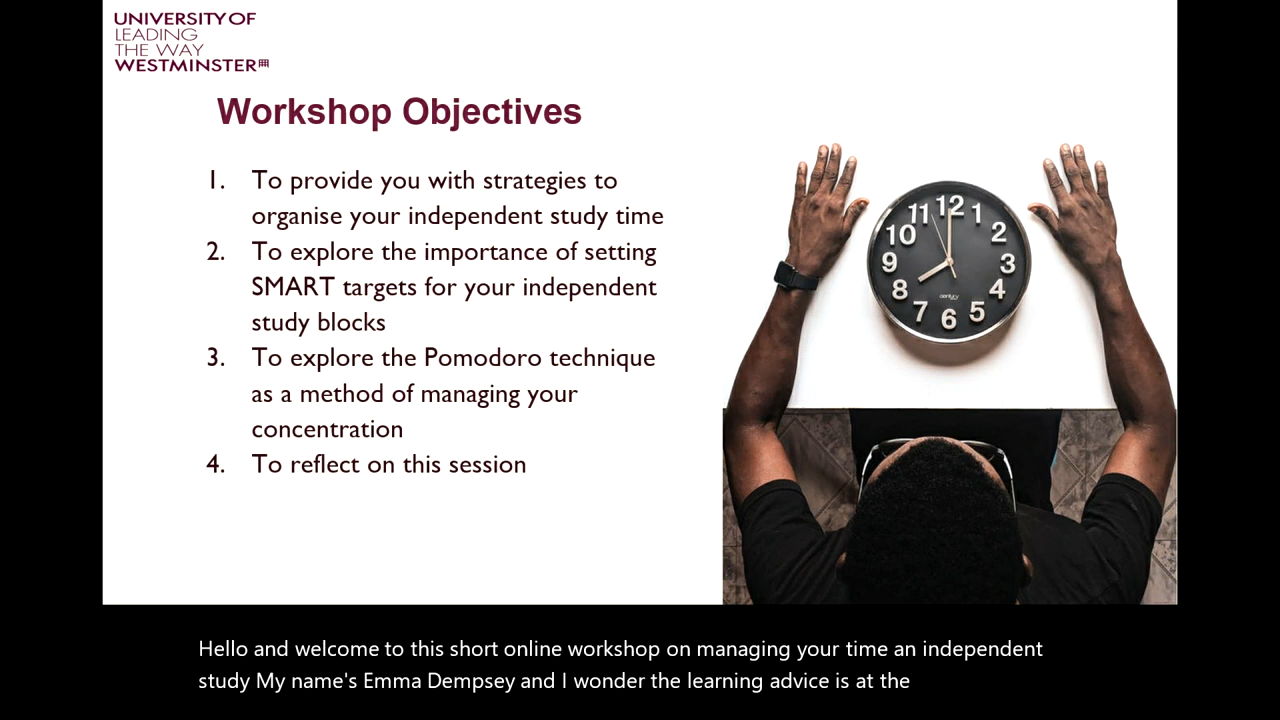 UNIVERSITY OF
LEADING
THE WAY
WESTMINSTER
Workshop Objectives
1. To provide you with strategies to
organise your independent study time
2. To explore the importance of setting
SMART targets for your independent
study blocks
3. To explore the Pomodoro technique
as a method of managing your
concentration
4. To reflect on this session
12
11
1
10
2
9
3
8
4
7
5
6
century
Hello and welcome to this short online workshop on managing your time an independent
study My name's Emma Dempsey and I wonder the learning advice is at the